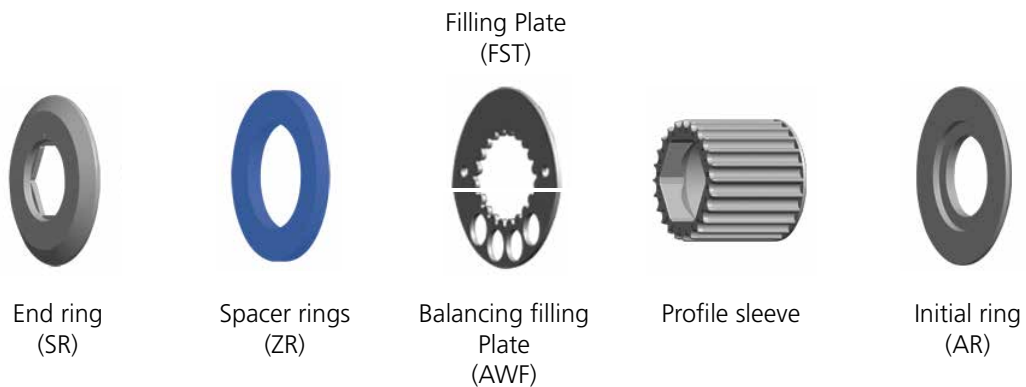 Filling Plate
(FST)
End ring
(SR)
Spacer rings
(ZR)
Balancing filling
Plate
(AWF)
Profile sleeve
Initial ring
(AR)